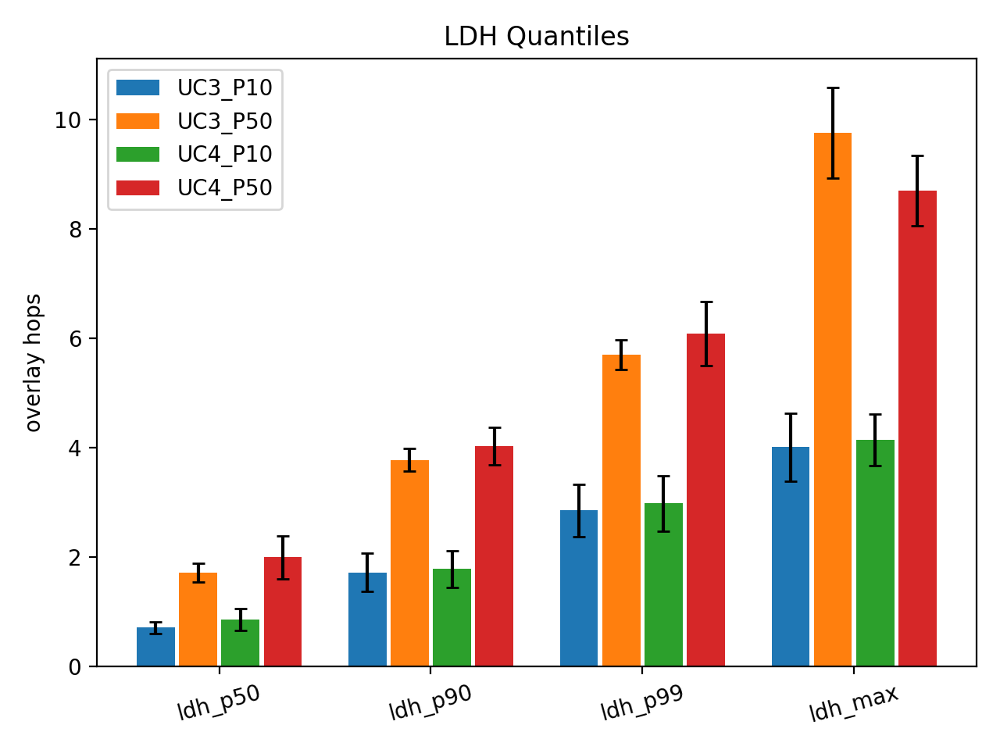 LDH Quantiles
UC3_P10
UC3_P50
UC4_P10
UC4_P50
overlay hops
10
8
6
4
2
0
ldh_p50
ldh_p90
ldh_p99
ldh_max